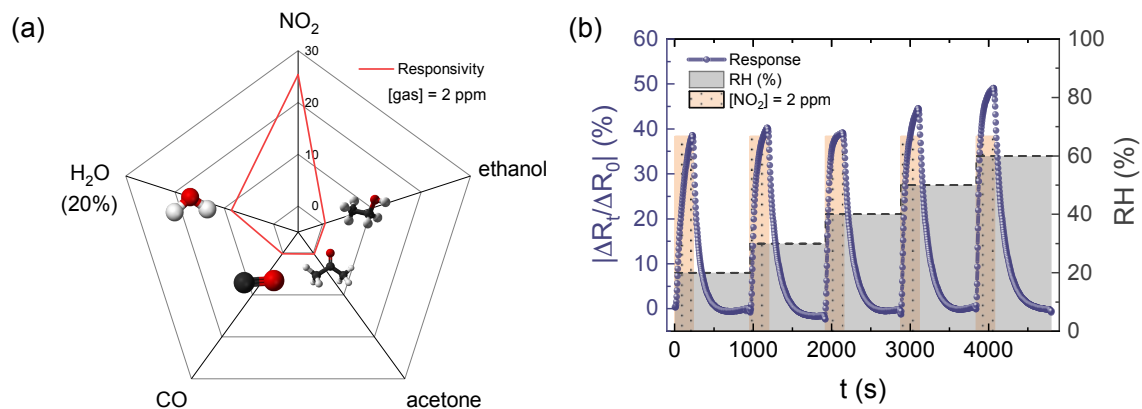 (a)
NO₂
30
20
10
0
Responsivity
[gas] = 2 ppm
ethanol
H₂O
(20%)
CO
acetone
(b)
60
50
40
30
20
10
0
|ΔRₜ/ΔR₀| (%)
Response
RH (%)
[NO₂] = 2 ppm
100
80
60
40
20
0
RH (%)
0 1000 2000 3000 4000
t (s)